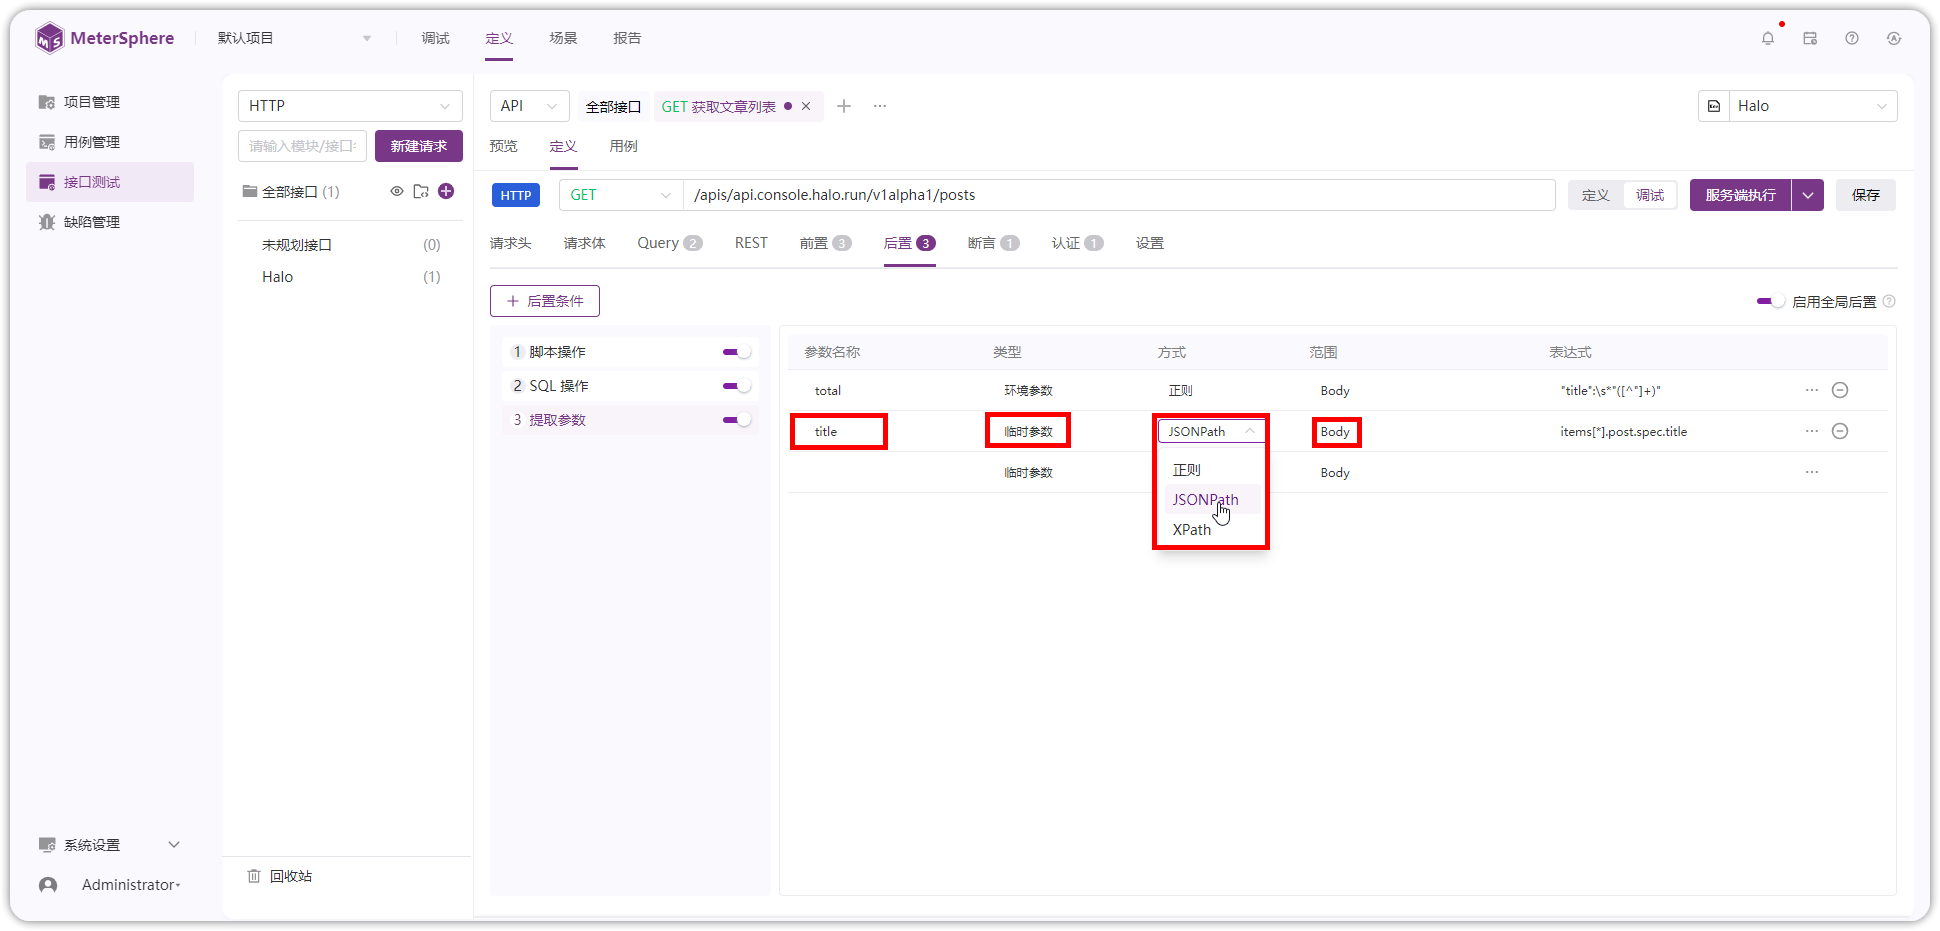 MeterSphere
默认项目
调试
定义
场景
报告
项目管理
用例管理
接口测试
缺陷管理
系统设置
Administrator
HTTP
请输入模块/接口
新建请求
全部接口 (1)
未规划接口 (0)
Halo (1)
回收站
API
全部接口
GET 获取文章列表
Halo
预览
定义
用例
HTTP
GET
/apis/api.console.halo.run/v1alpha1/posts
定义
调试
服务端执行
保存
请求头
请求体
Query 2
REST
前置 3
后置 3
断言 1
认证 1
设置
后置条件
启用全局后置
1 脚本操作
2 SQL 操作
3 提取参数
参数名称 类型 方式 范围 表达式
total 环境参数 正则 Body "title":\s*"([^"]+)"
title 临时参数 JSONPath Body items[*].post.spec.title
临时参数 Body
正则
JSONPath
XPath